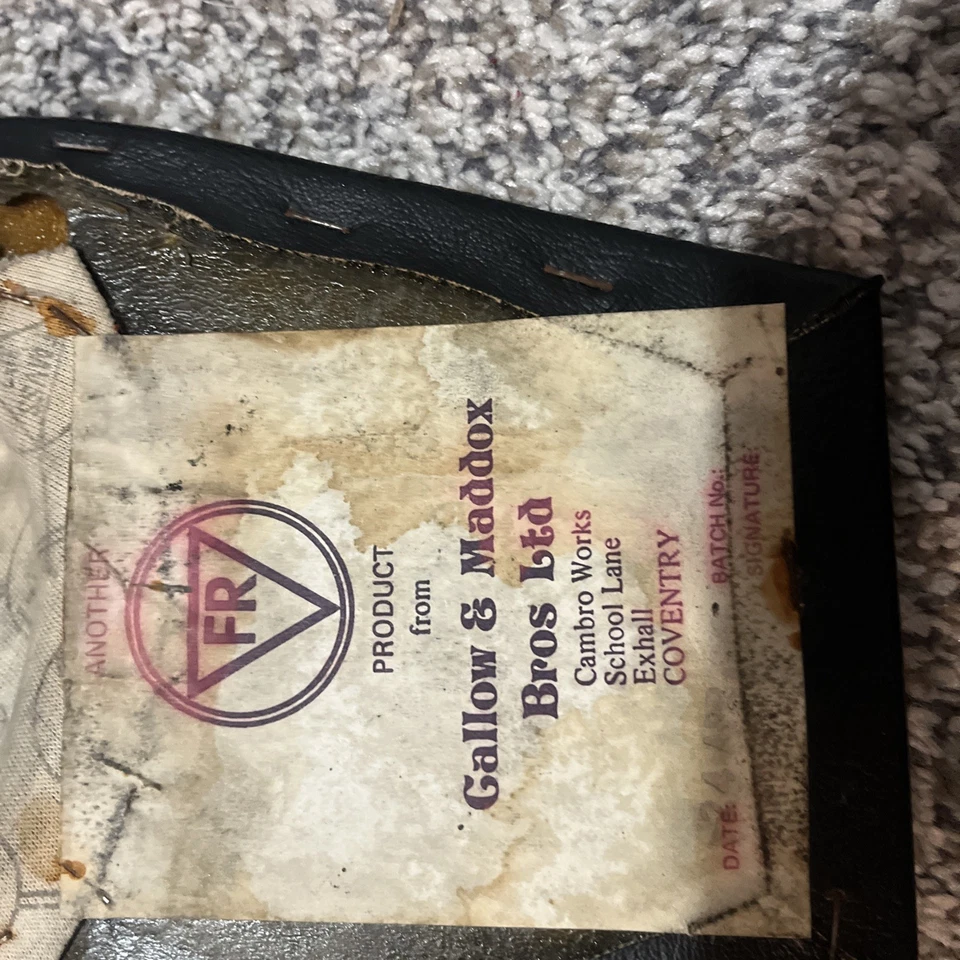 ANOTHER
FR
PRODUCT
from
Gallow & Maddox
Bros Ltd
Cambro Works
School Lane
Exhall
COVENTRY
DATE: BATCH No.:
SIGNATURE: